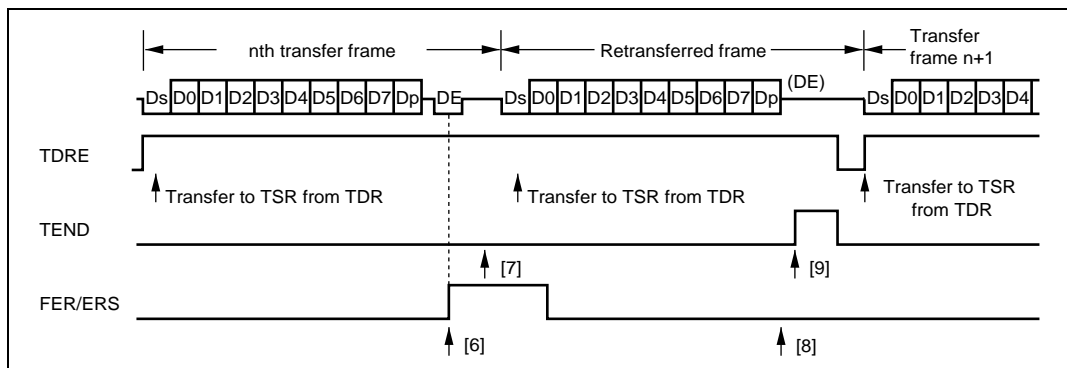 nth transfer frame
Retransferred frame
Transfer
frame n+1
Ds D0 D1 D2 D3 D4 D5 D6 D7 Dp DE Ds D0 D1 D2 D3 D4 D5 D6 D7 Dp (DE) Ds D0 D1 D2 D3 D4
TDRE
Transfer to TSR from TDR
Transfer to TSR from TDR
Transfer to TSR
from TDR
TEND
[7]
[9]
FER/ERS
[6]
[8]